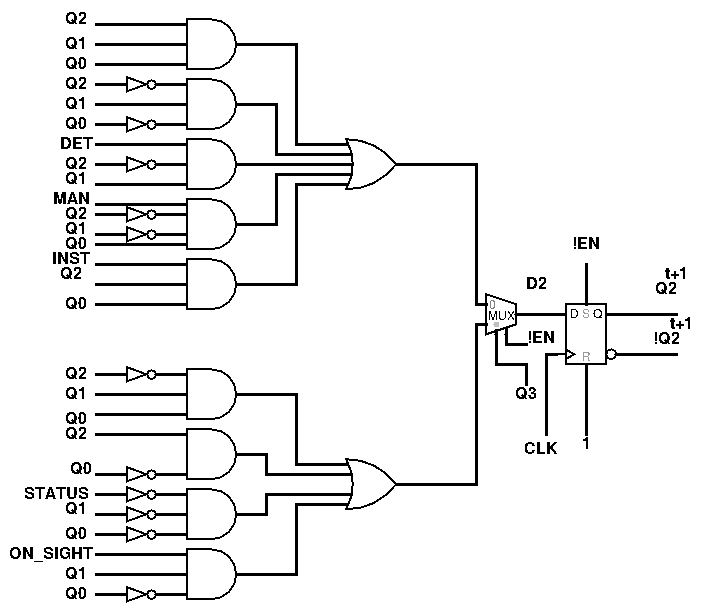 Q2
Q1
Q0
Q2
Q1
Q0
DET
Q2
Q1
MAN
Q2
Q1
Q0
INST
Q2
Q0
!EN
t+1
D2
Q2
0
D S Q
t+1
MUX
!EN
!Q2
R
Q3
CLK
1
Q2
Q1
Q0
Q2
Q0
STATUS
Q1
Q0
ON_SIGHT
Q1
Q0